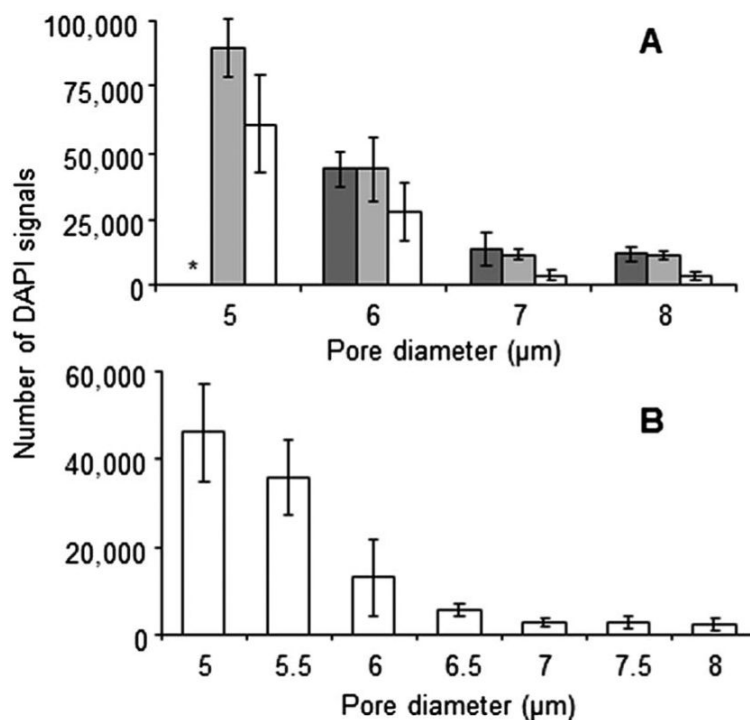 A
Number of DAPI signals
100,000
75,000
50,000
25,000
0
*
5 6 7 8
Pore diameter (µm)
B
60,000
40,000
20,000
0
5 5.5 6 6.5 7 7.5 8
Pore diameter (µm)